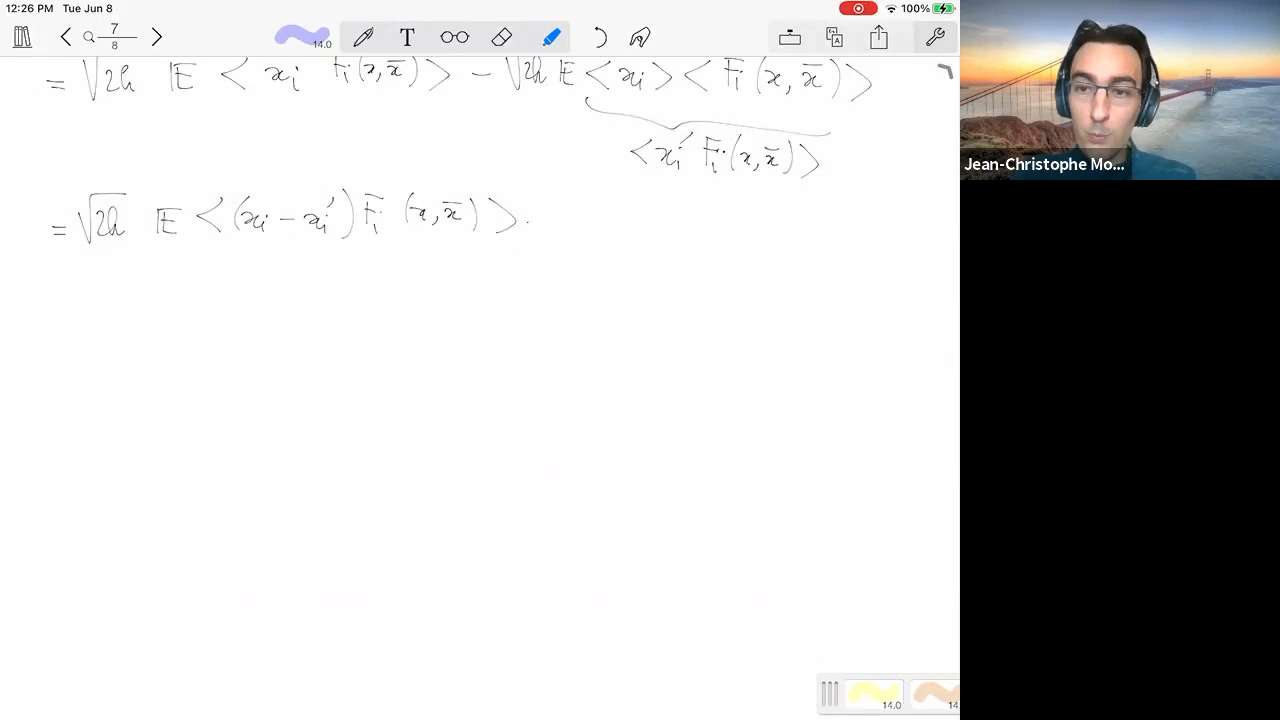 12:26 PM Tue Jun 8
100%
7
8
14.0
T
= √2h 𝔼 < x_i F_i(x, x̄) > − √2h 𝔼 < x_i > < F_i(x, x̄) >
< x_i' F_i(x, x̄) >
= √2h 𝔼 < (x_i − x_i') F_i(x, x̄) > .
Jean-Christophe Mo...
14.0
14.